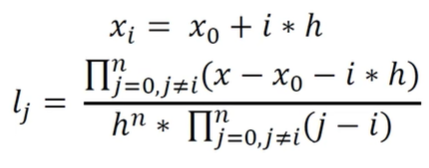 xᵢ = x₀ + i * h
lⱼ = ∏ⁿⱼ₌₀,ⱼ≠ᵢ(x − x₀ − i * h) / hⁿ * ∏ⁿⱼ₌₀,ⱼ≠ᵢ(j − i)